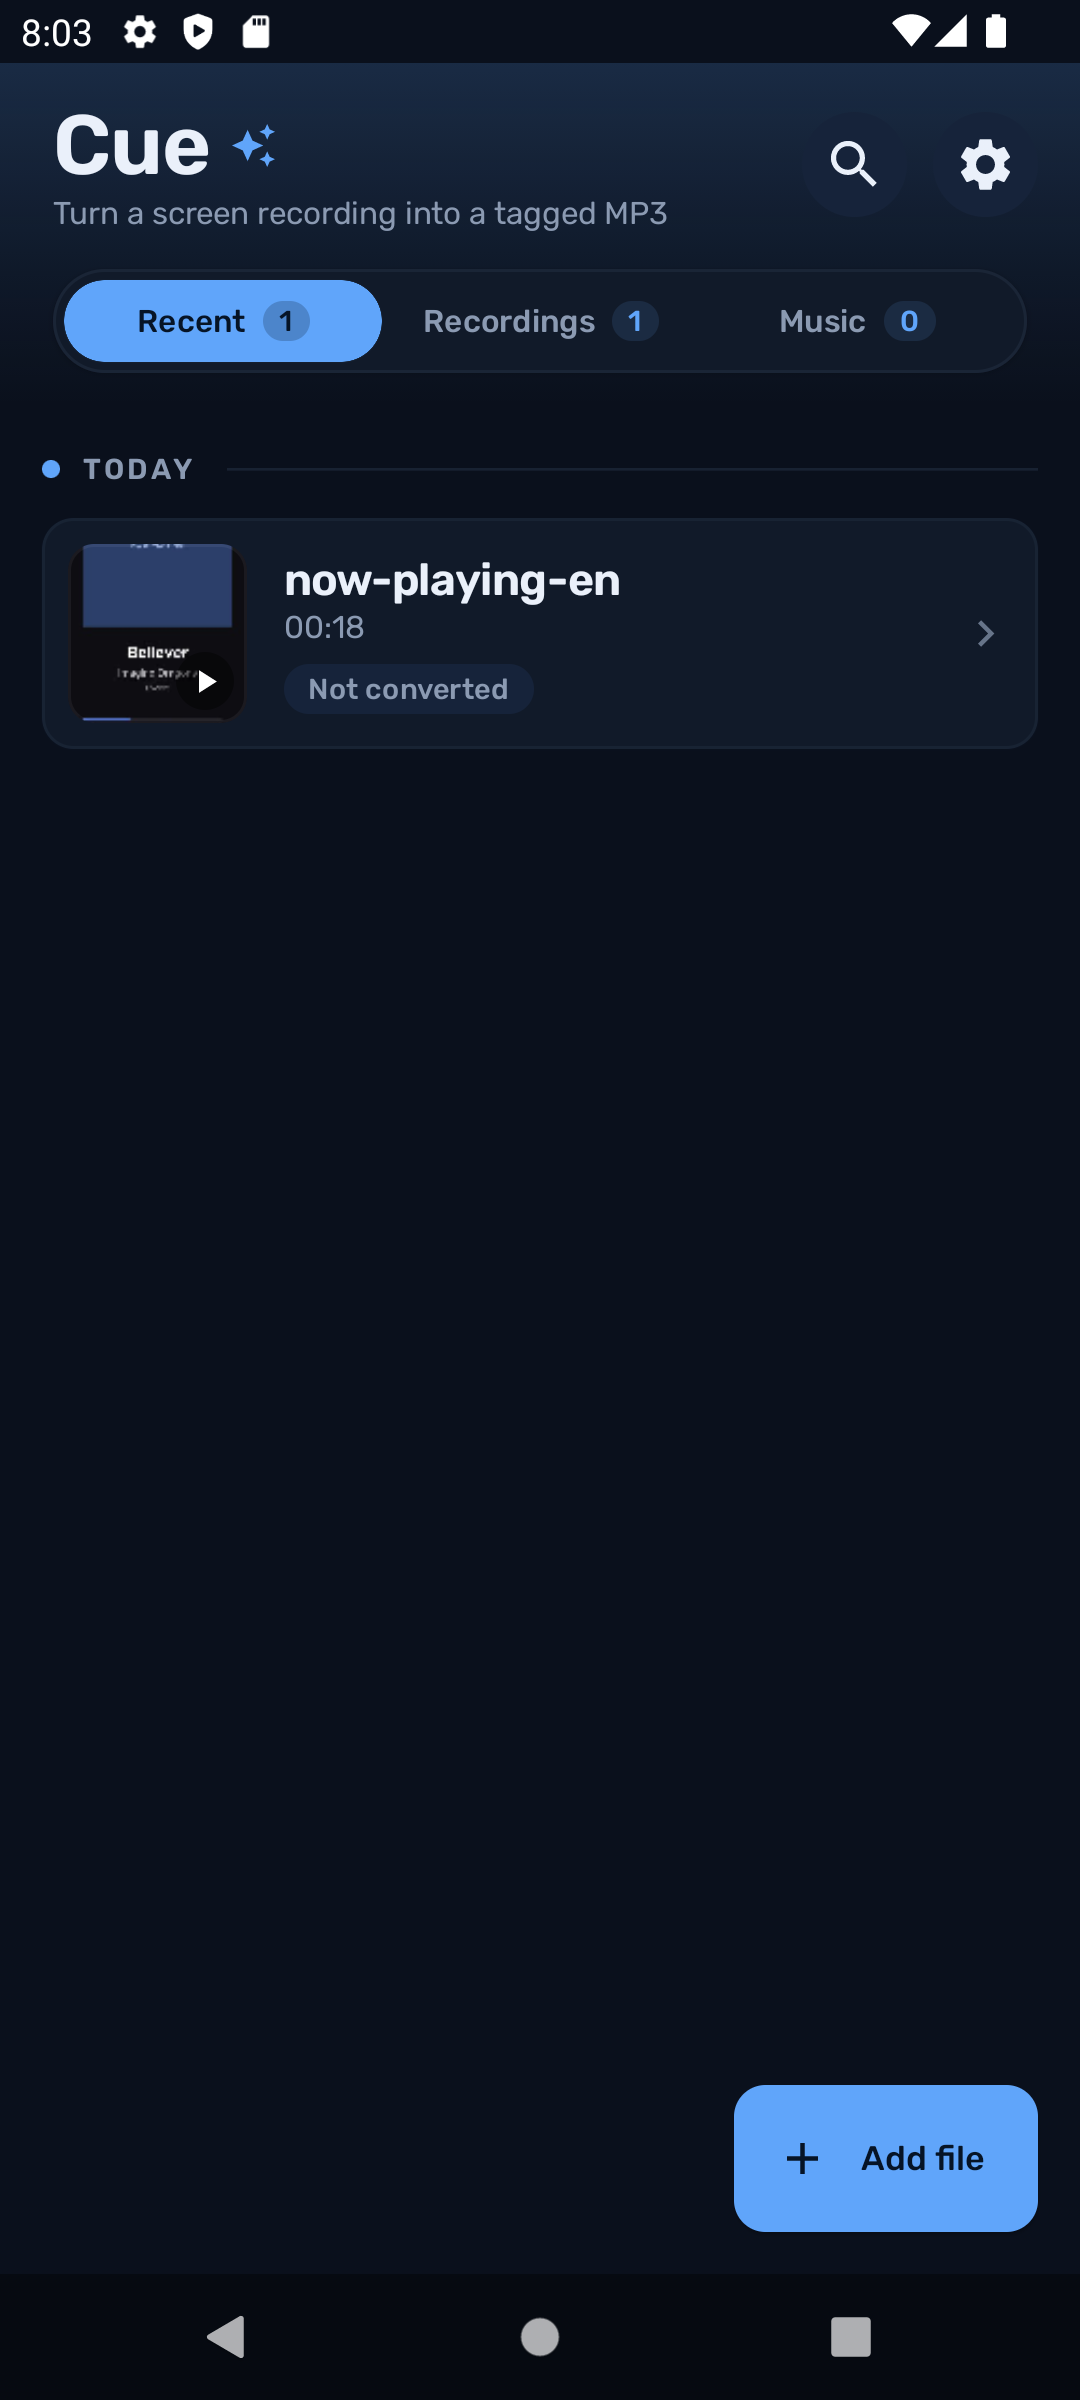 8:03
Cue
Turn a screen recording into a tagged MP3
Recent 1
Recordings 1
Music 0
TODAY
Believer
now-playing-en
00:18
Not converted
Add file